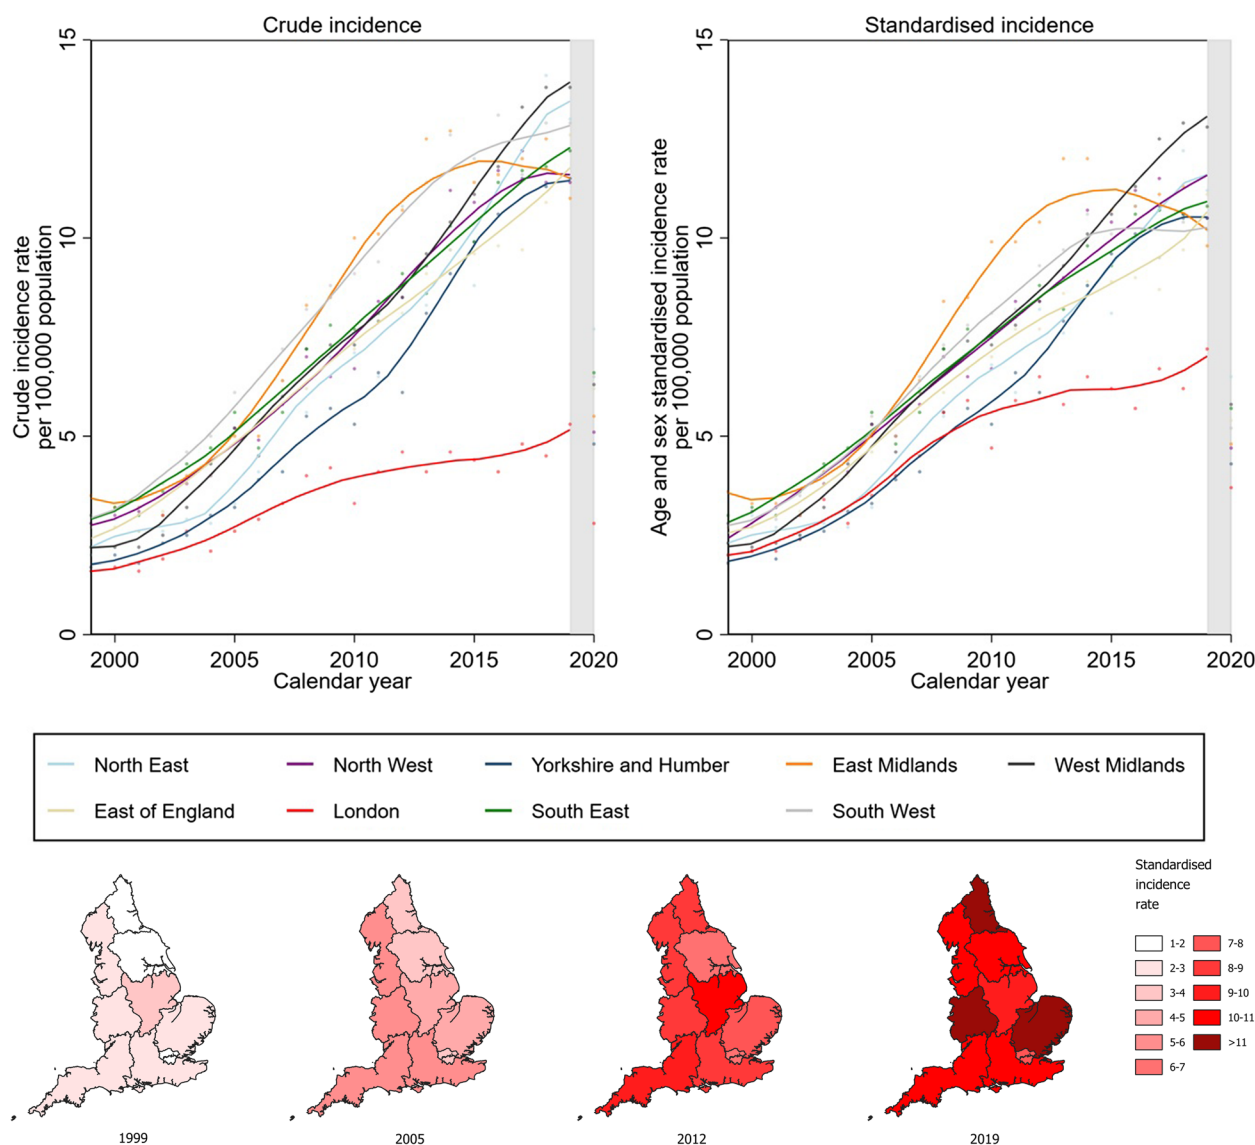 Crude incidence
15
10
5
0
Crude incidence rate
per 100,000 population
2000 2005 2010 2015 2020
Calendar year
Standardised incidence
15
10
5
0
Age and sex standardised incidence rate
per 100,000 population
2000 2005 2010 2015 2020
Calendar year
North East North West Yorkshire and Humber East Midlands West Midlands
East of England London South East South West
Standardised
incidence
rate
1-2 7-8
2-3 8-9
3-4 9-10
4-5 10-11
5-6 >11
6-7
1999 2005 2012 2019